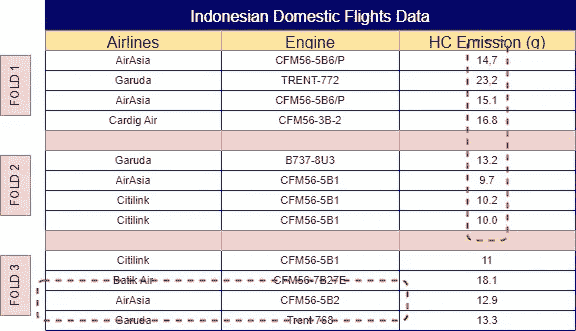 Indonesian Domestic Flights Data
Airlines Engine HC Emission (g)
FOLD 1
AirAsia CFM56-5B6/P 14,7
Garuda TRENT-772 23,2
AirAsia CFM56-5B6/P 15.1
Cardig Air CFM56-3B-2 16.8
FOLD 2
Garuda B737-8U3 13.2
AirAsia CFM56-5B1 9.7
Citilink CFM56-5B1 10.2
Citilink CFM56-5B1 10.0
FOLD 3
Citilink CFM56-5B1 11
Batik Air CFM56-7B27E 18.1
AirAsia CFM56-5B2 12.9
Garuda Trent 768 13.3